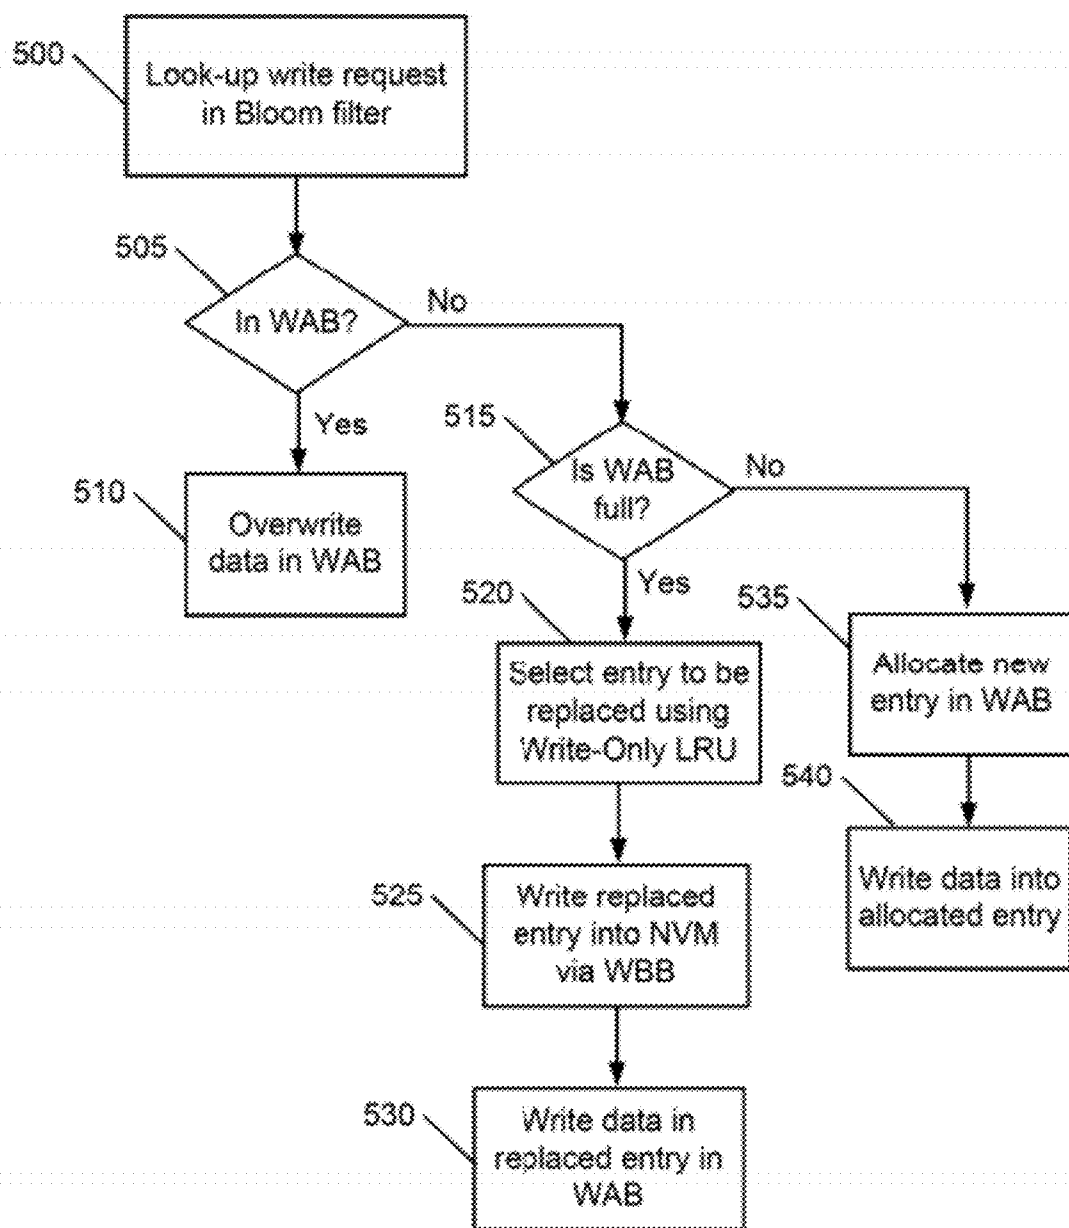 500
Look-up write request
in Bloom filter
505
In WAB?
No
Yes
510
Overwrite
data in WAB
515
Is WAB
full?
No
Yes
520
Select entry to be
replaced using
Write-Only LRU
535
Allocate new
entry in WAB
540
Write data into
allocated entry
525
Write replaced
entry into NVM
via WBB
530
Write data in
replaced entry in
WAB